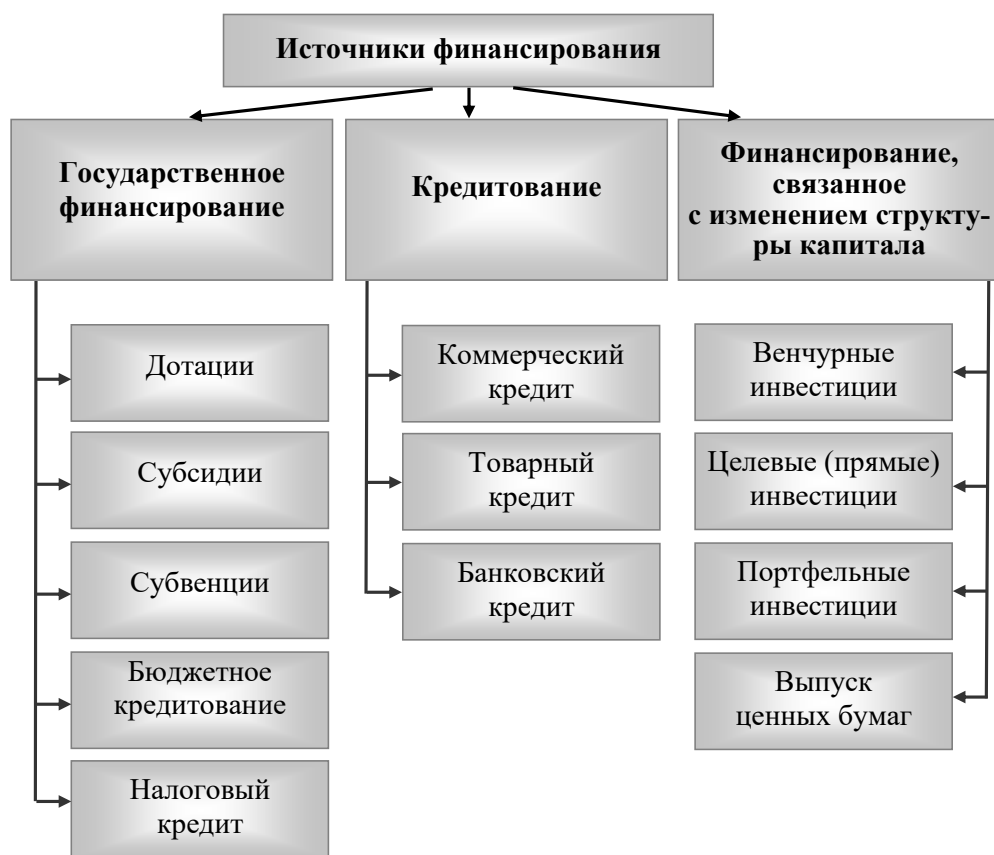 Источники финансирования
Государственное
финансирование
Дотации
Субсидии
Субвенции
Бюджетное
кредитование
Налоговый
кредит
Кредитование
Коммерческий
кредит
Товарный
кредит
Банковский
кредит
Финансирование,
связанное
с изменением структу-
ры капитала
Венчурные
инвестиции
Целевые (прямые)
инвестиции
Портфельные
инвестиции
Выпуск
ценных бумаг